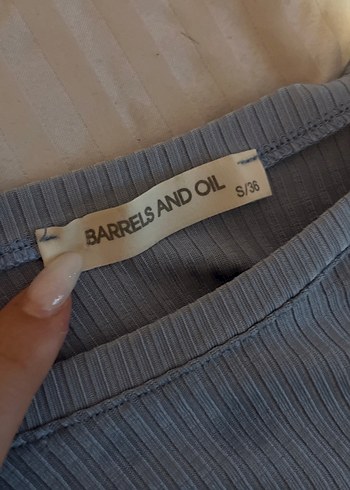 BARRELS AND OIL
S/36